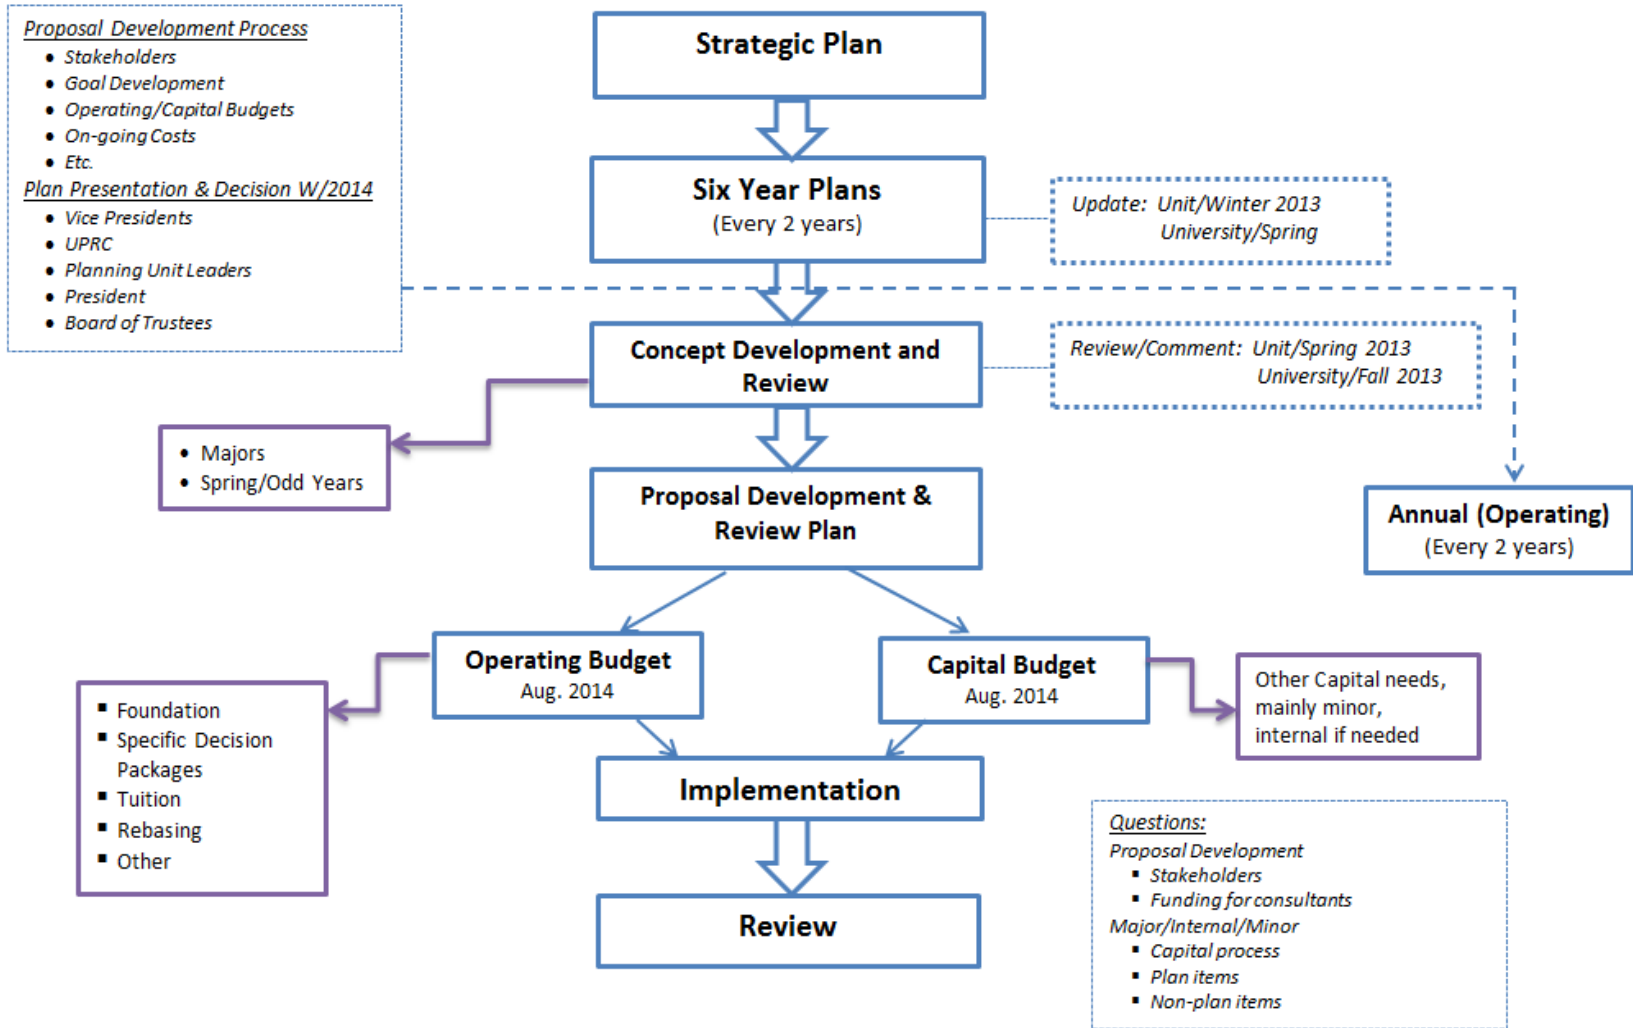 Proposal Development Process
• Stakeholders
• Goal Development
• Operating/Capital Budgets
• On-going Costs
• Etc.
Plan Presentation & Decision W/2014
• Vice Presidents
• UPRC
• Planning Unit Leaders
• President
• Board of Trustees
Strategic Plan
Six Year Plans
(Every 2 years)
Update: Unit/Winter 2013
University/Spring
Concept Development and
Review
Review/Comment: Unit/Spring 2013
University/Fall 2013
• Majors
• Spring/Odd Years
Proposal Development &
Review Plan
Annual (Operating)
(Every 2 years)
Operating Budget
Aug. 2014
Capital Budget
Aug. 2014
▪ Foundation
▪ Specific Decision
Packages
▪ Tuition
▪ Rebasing
▪ Other
Other Capital needs,
mainly minor,
internal if needed
Implementation
Review
Questions:
Proposal Development
▪ Stakeholders
▪ Funding for consultants
Major/Internal/Minor
▪ Capital process
▪ Plan items
▪ Non-plan items